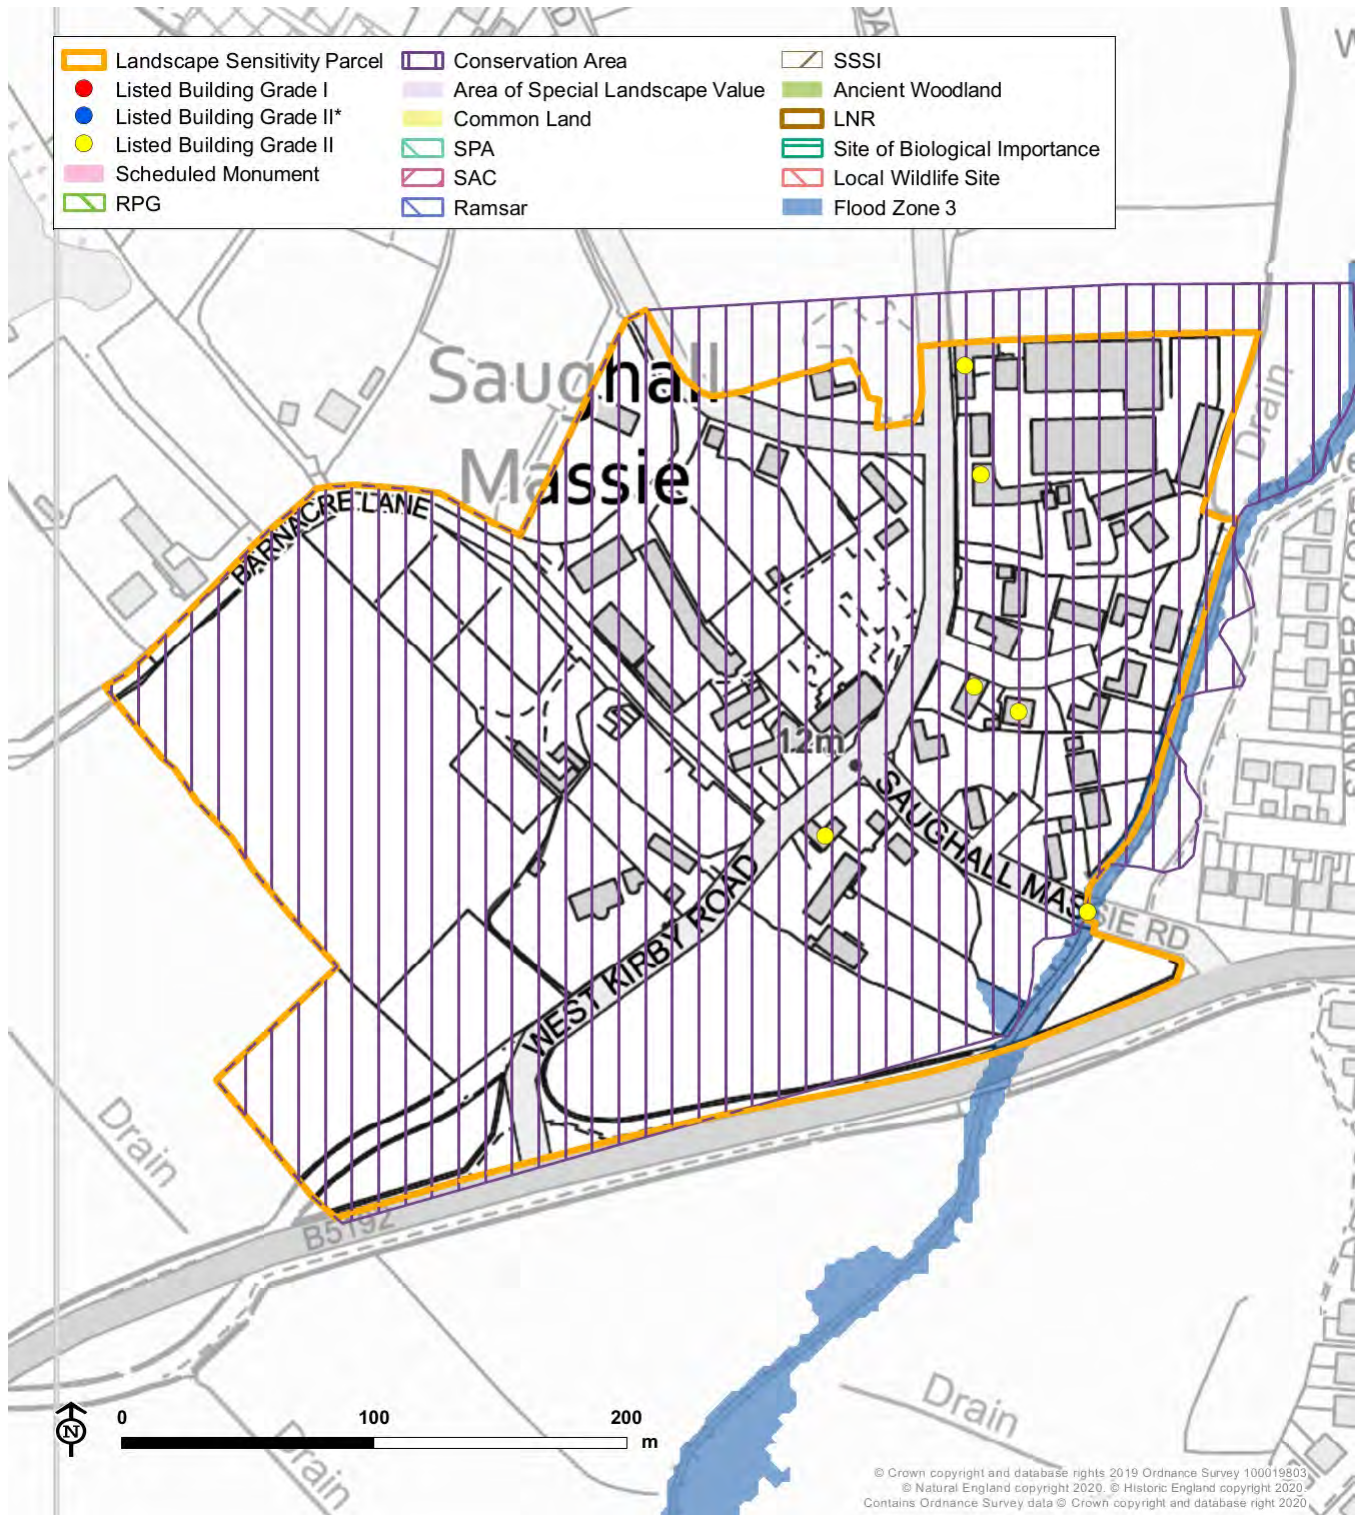 Landscape Sensitivity Parcel
Listed Building Grade I
Listed Building Grade II*
Listed Building Grade II
Scheduled Monument
RPG
Conservation Area
Area of Special Landscape Value
Common Land
SPA
SAC
Ramsar
SSSI
Ancient Woodland
LNR
Site of Biological Importance
Local Wildlife Site
Flood Zone 3
Saughall
Massie
BARNACRE LANE
Drain
SANDPIPER CLOSE
12m
SAUGHALL MASSIE RD
WEST KIRBY ROAD
Drain
B5192
Drain
Drain
N
0 100 200
m
© Crown copyright and database rights 2019 Ordnance Survey 100019803
© Natural England copyright 2020. © Historic England copyright 2020.
Contains Ordnance Survey data © Crown copyright and database right 2020